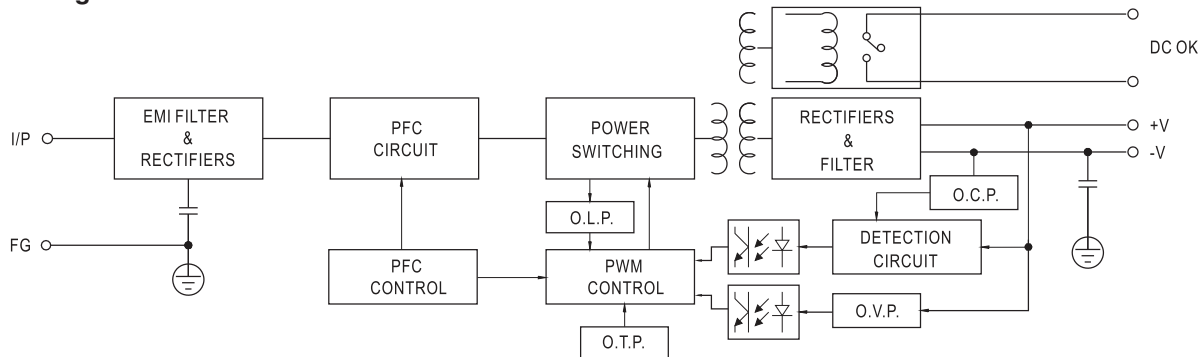 DC OK
I/P
EMI FILTER
&
RECTIFIERS
PFC
CIRCUIT
POWER
SWITCHING
RECTIFIERS
&
FILTER
+V
-V
O.C.P.
O.L.P.
FG
PFC
CONTROL
PWM
CONTROL
DETECTION
CIRCUIT
O.V.P.
O.T.P.